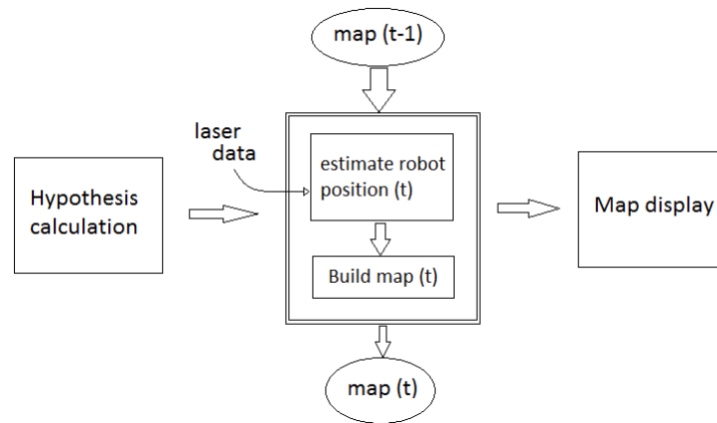 map (t-1)
laser
data
Hypothesis
calculation
estimate robot
position (t)
Build map (t)
Map display
map (t)